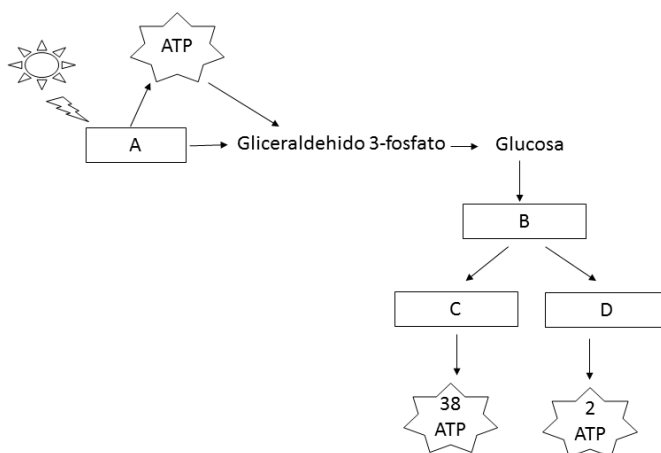 ATP
A
Gliceraldehido 3-fosfato
Glucosa
B
C
D
38
ATP
2
ATP